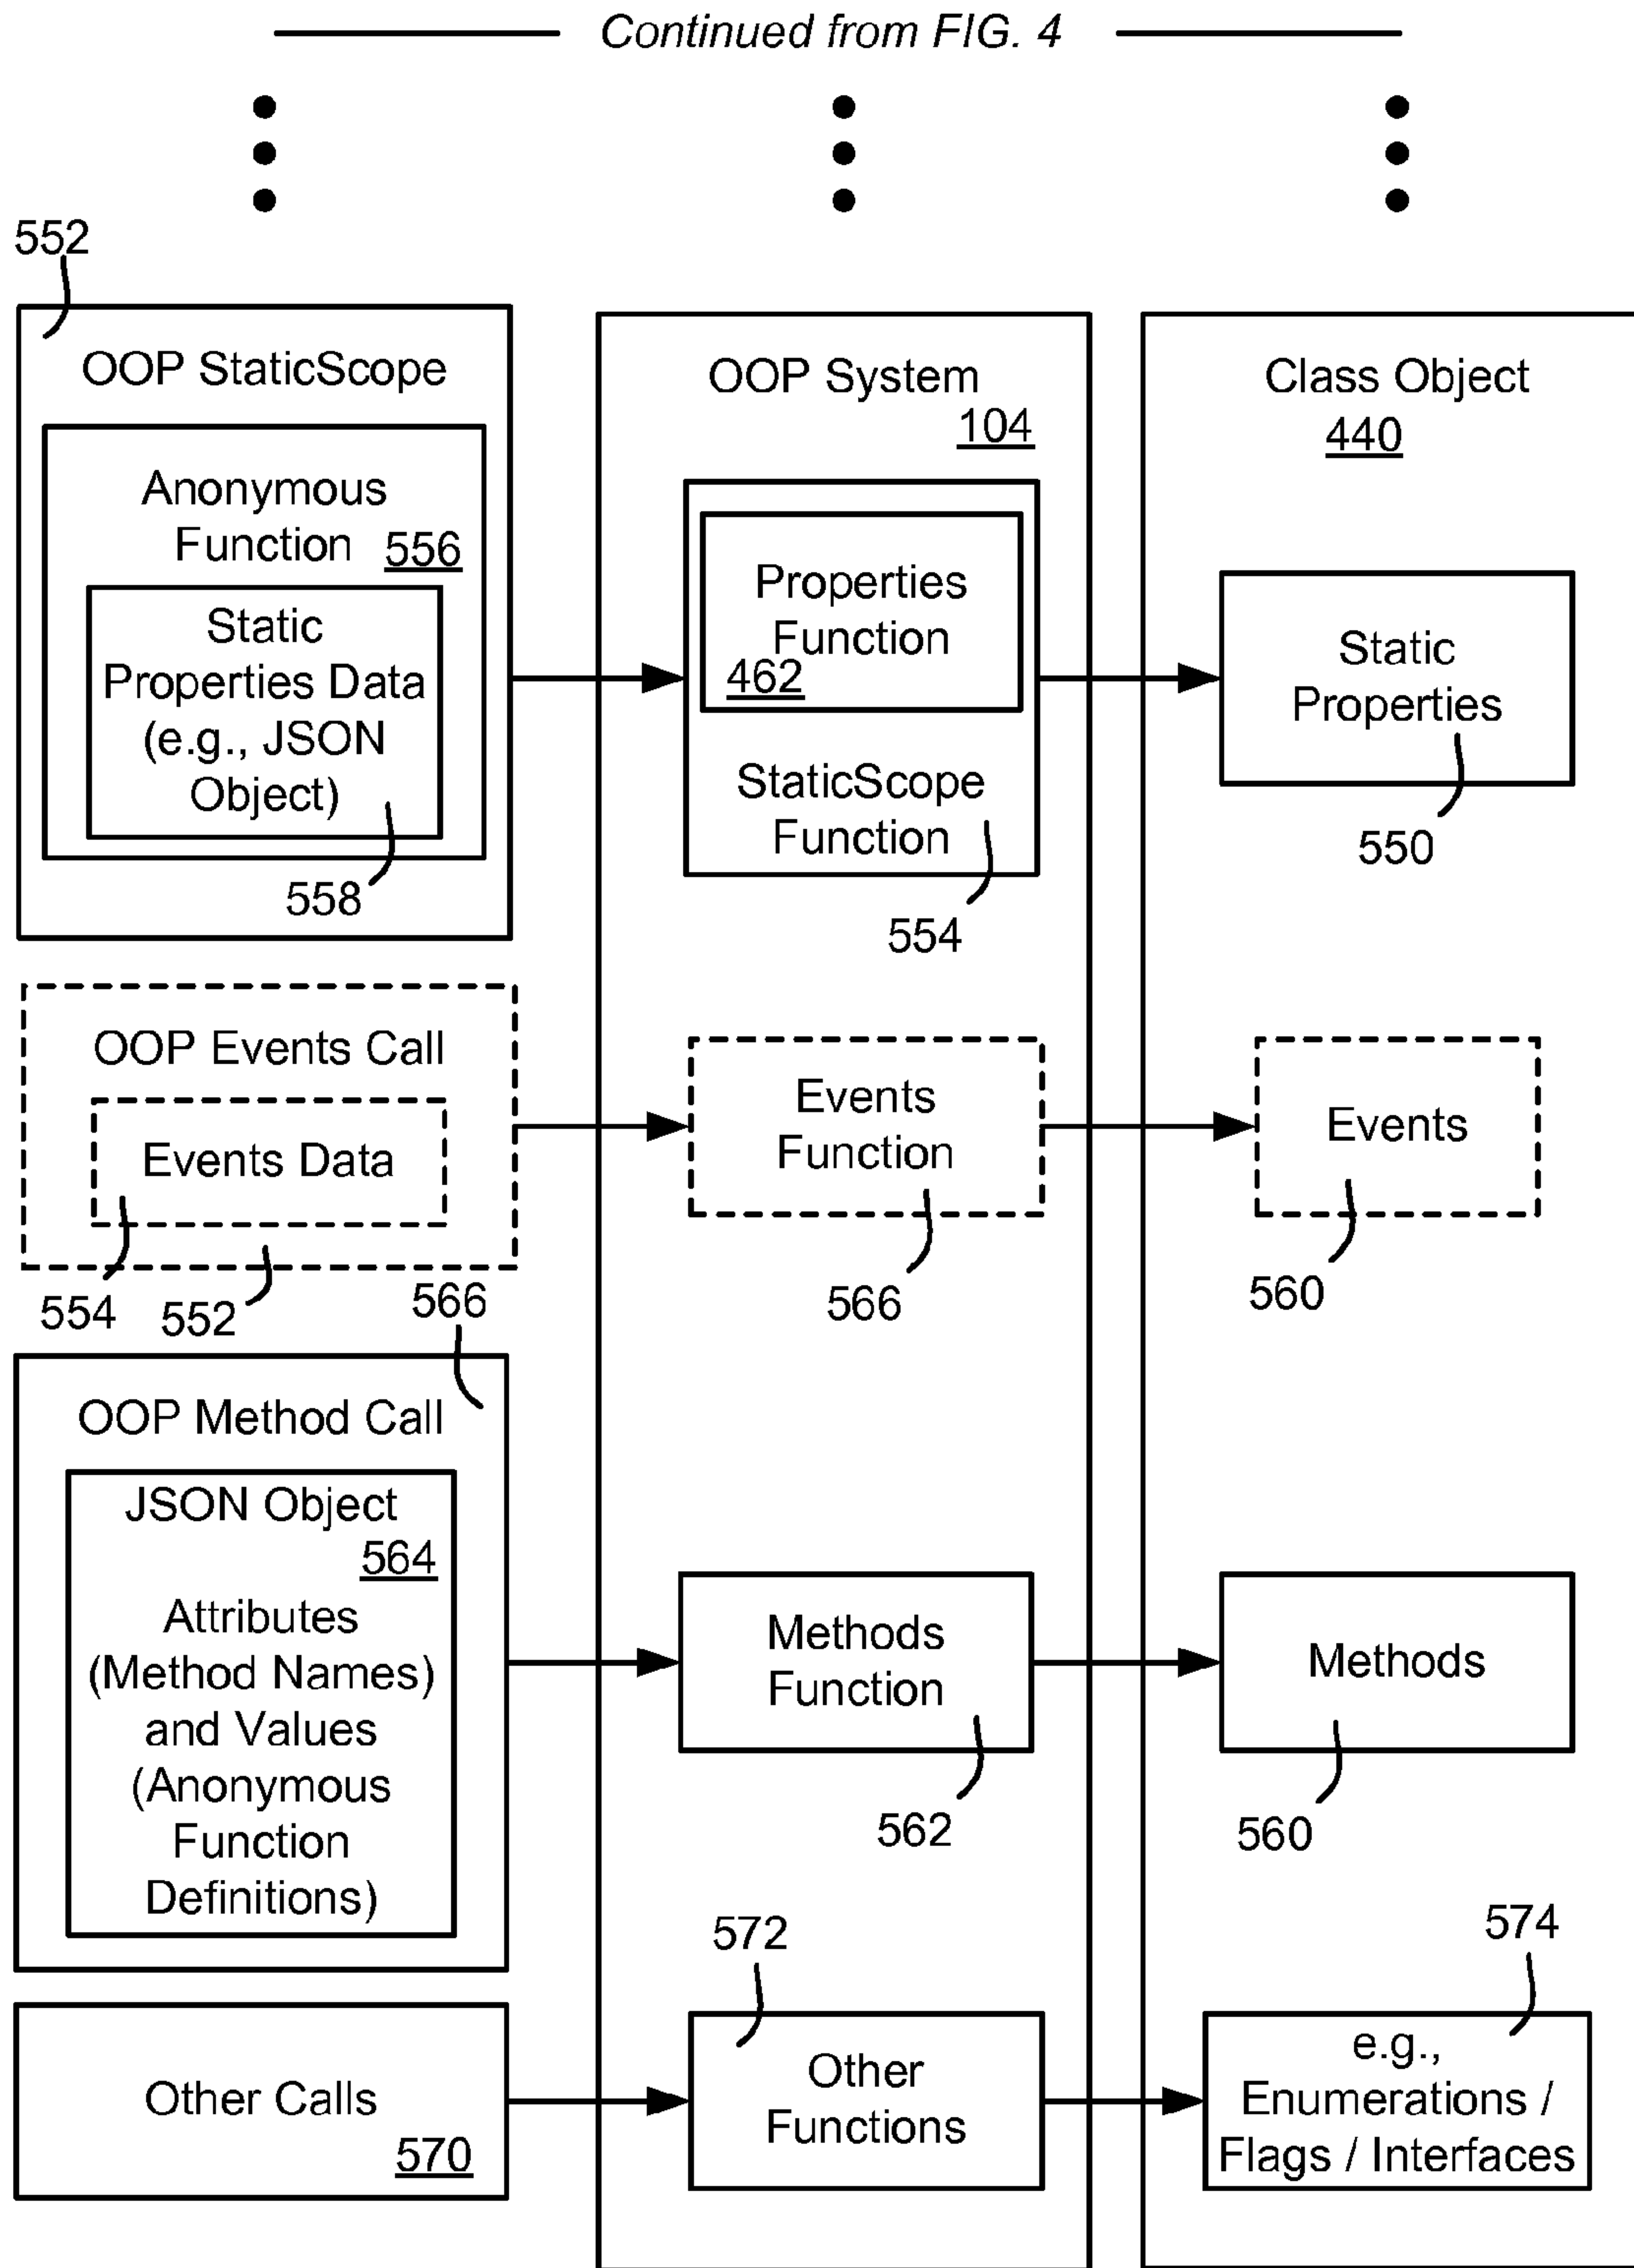 Continued from FIG. 4
552
OOP StaticScope
Anonymous
Function 556
Static
Properties Data
(e.g., JSON
Object)
558
OOP System
104
Properties
Function
462
StaticScope
Function
554
Class Object
440
Static
Properties
550
OOP Events Call
Events Data
554
552
Events
Function
566
Events
560
566
OOP Method Call
JSON Object
564
Attributes
(Method Names)
and Values
(Anonymous
Function
Definitions)
Methods
Function
562
Methods
560
Other Calls
570
572
Other
Functions
574
e.g.,
Enumerations /
Flags / Interfaces